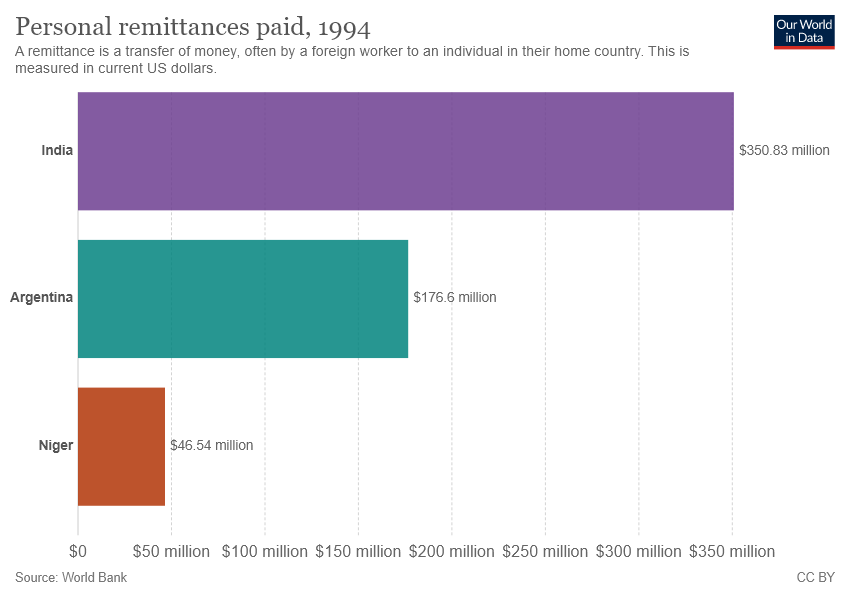 Personal remittances paid, 1994
Our World
in Data
A remittance is a transfer of money, often by a foreign worker to an individual in their home country. This is
measured in current US dollars.
India
$350.83 million
Argentina
$176.6 million
Niger
$46.54 million
$0 $50 million $100 million $150 million $200 million $250 million $300 million $350 million
Source: World Bank
CC BY